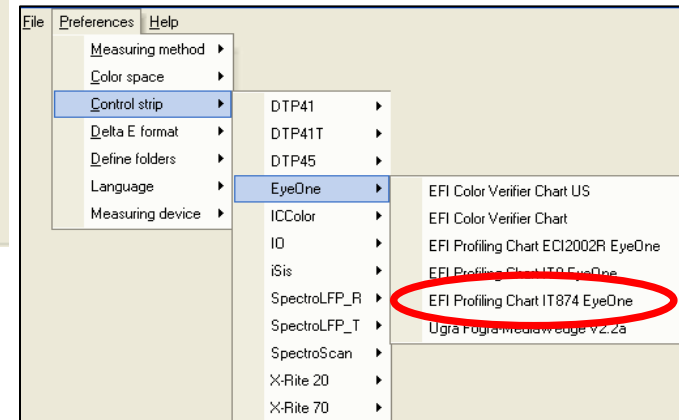 File Preferences Help
Measuring method
Color space
Control strip
Delta E format
Define folders
Language
Measuring device
DTP41
DTP41T
DTP45
EyeOne
ICColor
IO
iSis
SpectroLFP_R
SpectroLFP_T
SpectroScan
X-Rite 20
X-Rite 70
EFI Color Verifier Chart US
EFI Color Verifier Chart
EFI Profiling Chart ECI2002R EyeOne
EFI Profiling Chart IT8 EyeOne
EFI Profiling Chart IT874 EyeOne
Ugra Fogra-MediaWedge V2.2a